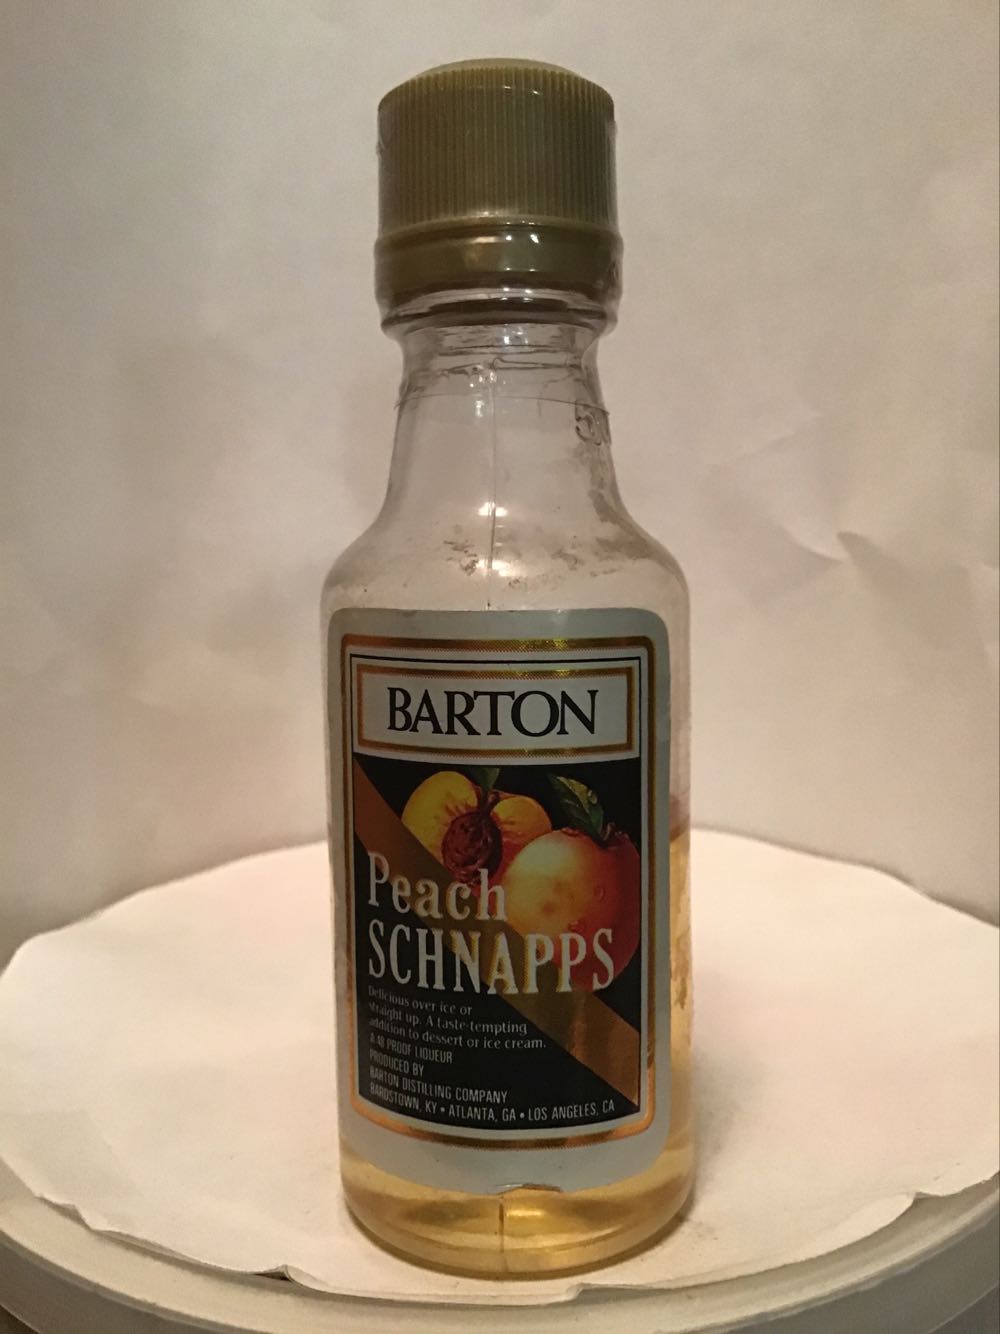 BARTON
Peach
SCHNAPPS
Delicious over ice or
straight up. A taste-tempting
addition to dessert or ice cream.
A 48 PROOF LIQUEUR
PRODUCED BY
BARTON DISTILLING COMPANY
BARDSTOWN, KY • ATLANTA, GA • LOS ANGELES, CA